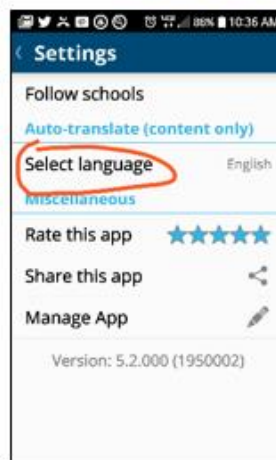 88% 10:36 AM
Settings
Follow schools
Auto-translate (content only)
Select language English
Miscellaneous
Rate this app
Share this app
Manage App
Version: 5.2.000 (1950002)